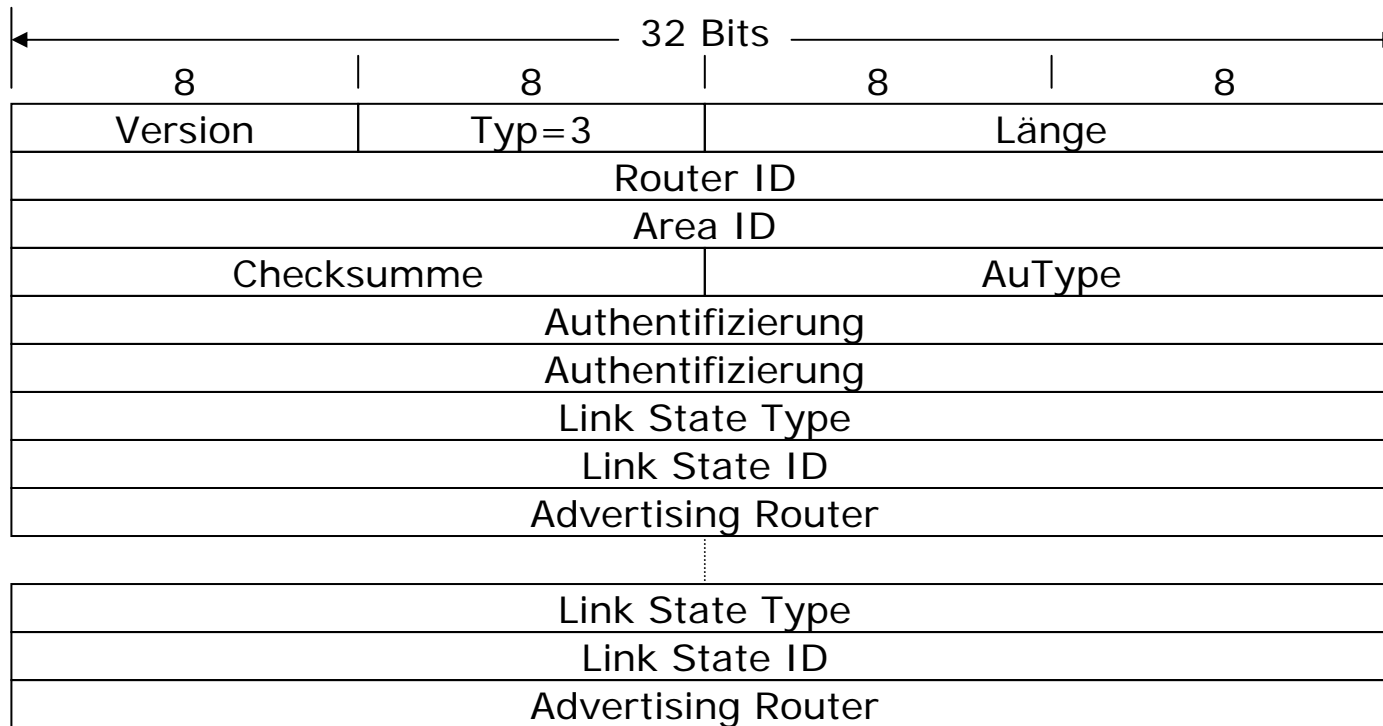 32 Bits
8 8 8 8
Version Typ=3 Länge
Router ID
Area ID
Checksumme AuType
Authentifizierung
Authentifizierung
Link State Type
Link State ID
Advertising Router
Link State Type
Link State ID
Advertising Router